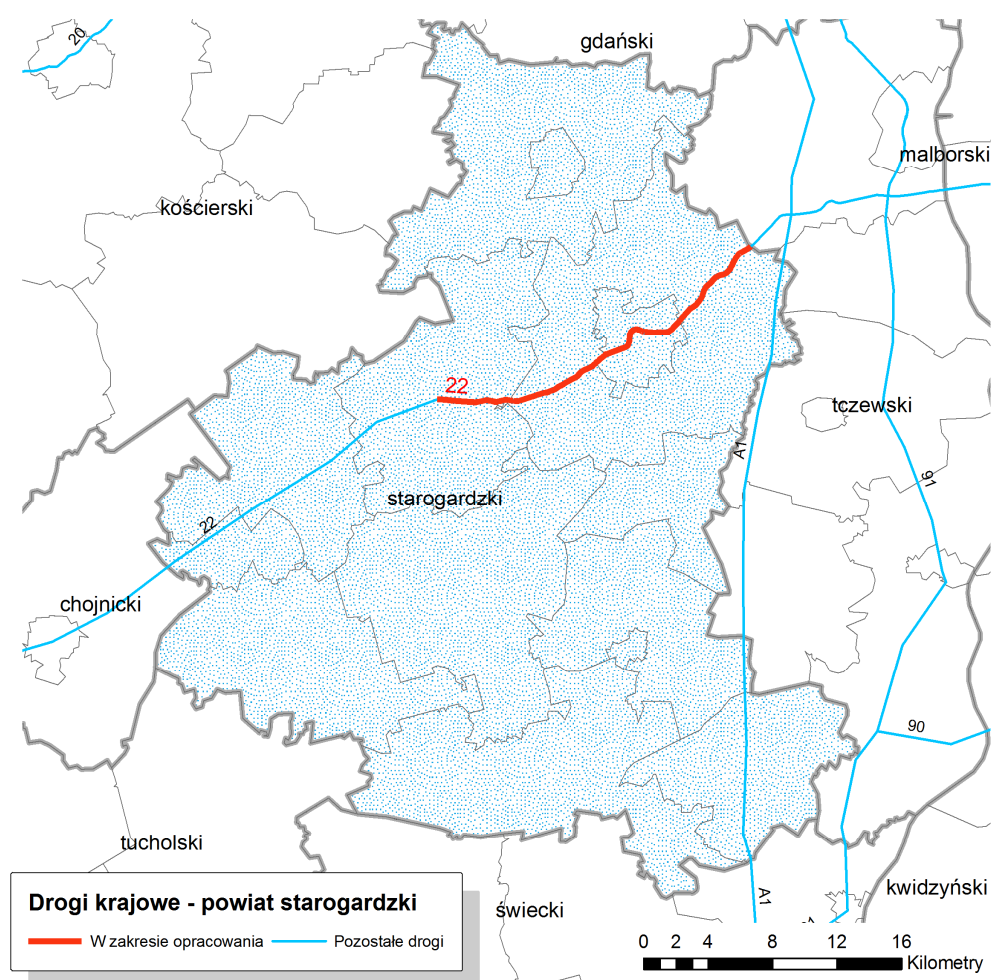 20
gdański
malborski
kościerski
22
tczewski
A1
91
starogardzki
22
chojnicki
90
tucholski
kwidzyński
A1
świecki
Drogi krajowe - powiat starogardzki
W zakresie opracowania
Pozostałe drogi
0 2 4 8 12 16
Kilometry